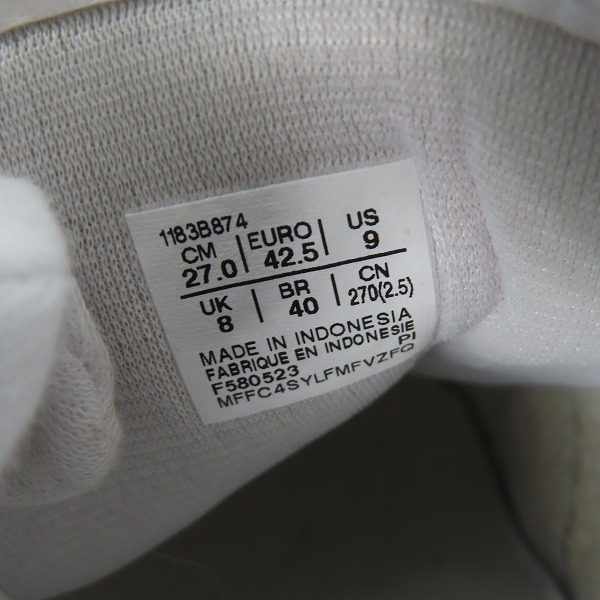 1183B874
CM | EURO | US
27.0 | 42.5 | 9
UK | BR | CN
8 | 40 | 270(2.5)
MADE IN INDONESIA
FABRIQUE EN INDONESIE
F580523 PI
MFFC4SYLFMFVZFQ